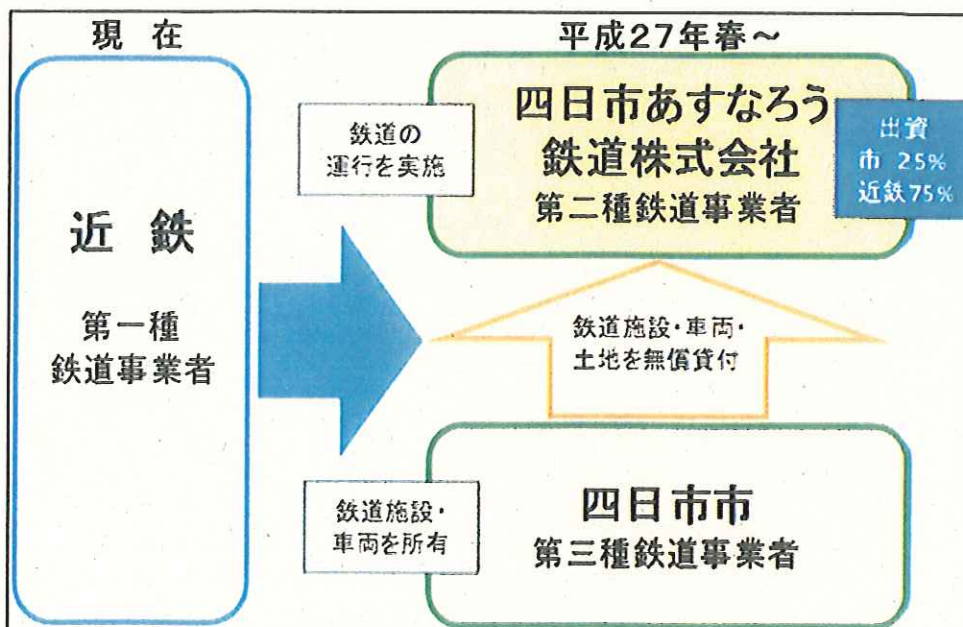 現在
近鉄
第一種
鉄道事業者
平成27年春～
鉄道の
運行を実施
四日市あすなろう
鉄道株式会社
第二種鉄道事業者
出資
市 25%
近鉄75%
鉄道施設・車両・
土地を無償貸付
鉄道施設・
車両を所有
四日市市
第三種鉄道事業者